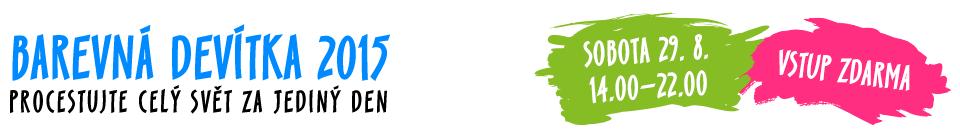 BAREVNÁ DEVÍTKA 2015
PROCESTUJTE CELÝ SVĚT ZA JEDINÝ DEN
SOBOTA 29. 8.
14.00–22.00
VSTUP ZDARMA